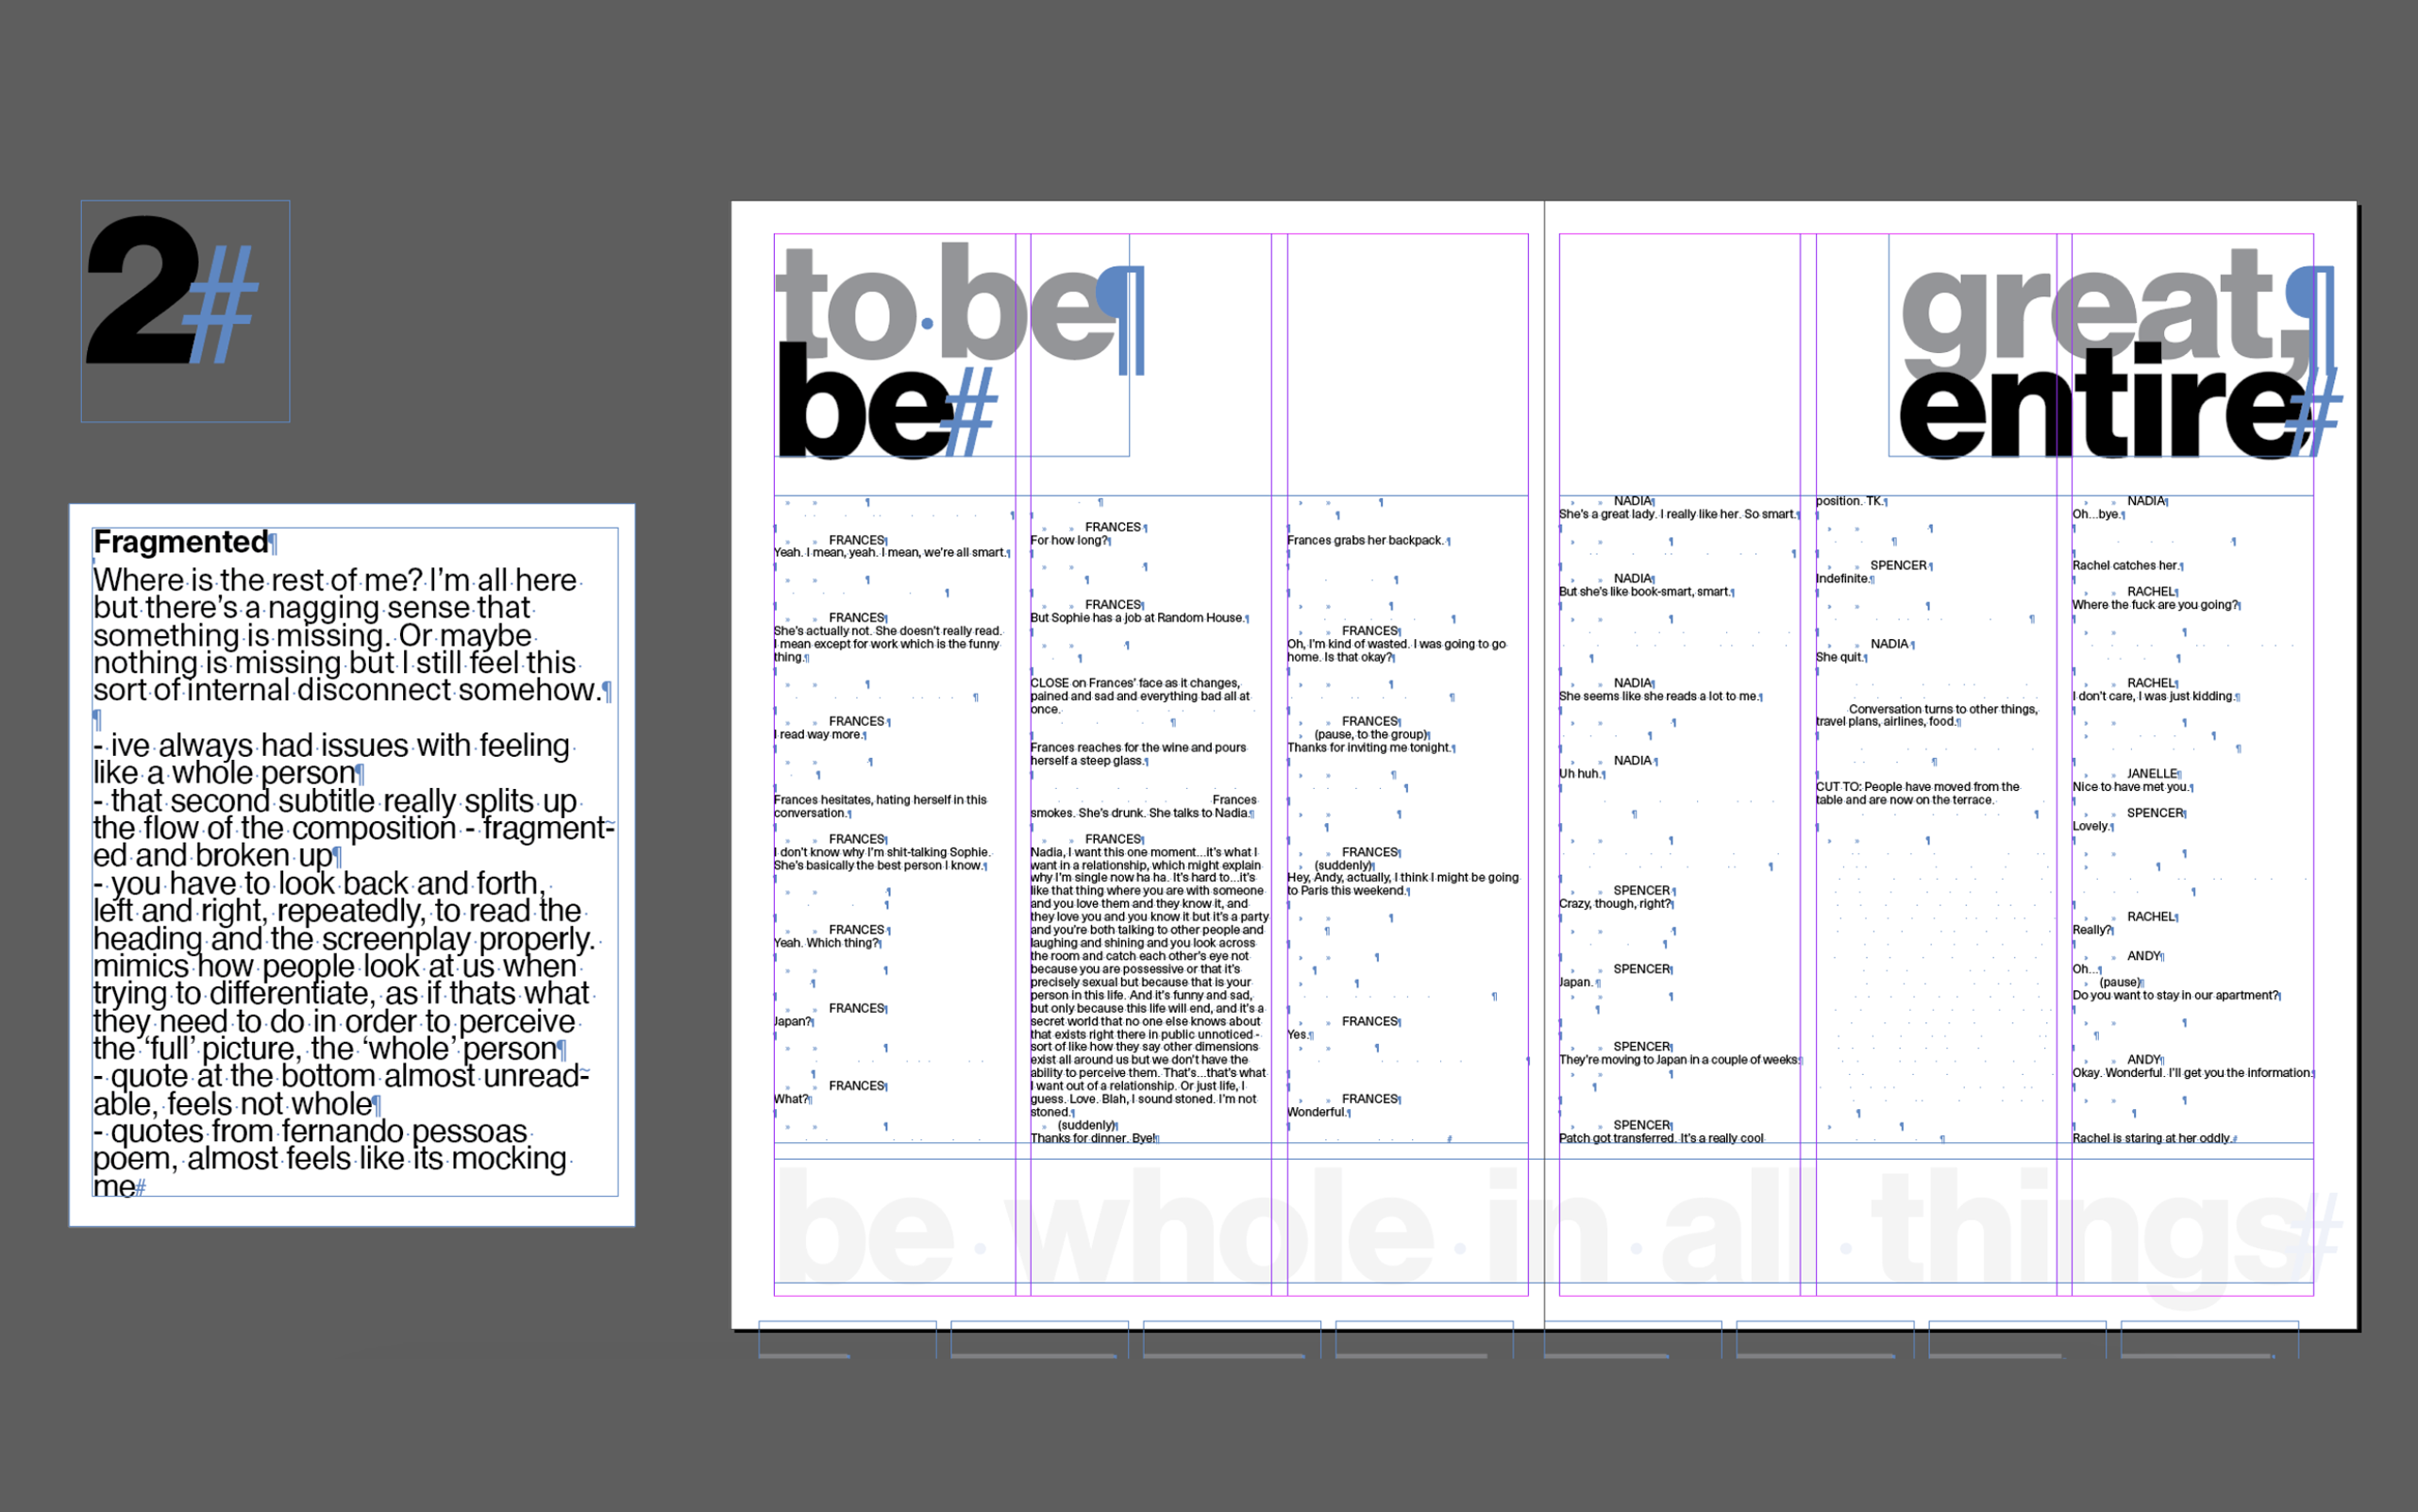 2
Fragmented
Where is the rest of me? I'm all here
but there's a nagging sense that
something is missing. Or maybe
nothing is missing but I still feel this
sort of internal disconnect somehow.
- ive always had issues with feeling
like a whole person
- that second subtitle really splits up
the flow of the composition - fragment-
ed and broken up
- you have to look back and forth,
left and right, repeatedly, to read the
heading and the screenplay properly.
mimics how people look at us when
trying to differentiate, as if thats what
they need to do in order to perceive
the 'full' picture, the 'whole' person
- quote at the bottom almost unread-
able, feels not whole
- quotes from fernando pessoas
poem, almost feels like its mocking
me
to be
be
great,
entire
FRANCES
Yeah. I mean, yeah. I mean, we're all smart.
FRANCES
She's actually not. She doesn't really read.
I mean except for work which is the funny
thing.
FRANCES
I read way more.
Frances hesitates, hating herself in this
conversation.
FRANCES
I don't know why I'm shit-talking Sophie.
She's basically the best person I know.
FRANCES
Yeah. Which thing?
FRANCES
Japan?
FRANCES
What?
FRANCES
For how long?
FRANCES
But Sophie has a job at Random House.
CLOSE on Frances' face as it changes,
pained and sad and everything bad all at
once.
Frances reaches for the wine and pours
herself a steep glass.
Frances
smokes. She's drunk. She talks to Nadia.
FRANCES
Nadia, I want this one moment...it's what I
want in a relationship, which might explain
why I'm single now ha ha. It's hard to...it's
like that thing where you are with someone
and you love them and they know it, and
they love you and you know it but it's a party
and you're both talking to other people and
laughing and shining and you look across
the room and catch each other's eye not
because you are possessive or that it's
precisely sexual but because that is your
person in this life. And it's funny and sad,
but only because this life will end, and it's a
secret world that no one else knows about
that exists right there in public unnoticed -
sort of like how they say other dimensions
exist all around us but we don't have the
ability to perceive them. That's...that's what
I want out of a relationship. Or just life, I
guess. Love. Blah, I sound stoned. I'm not
stoned.
(suddenly)
Thanks for dinner. Bye!
Frances grabs her backpack.
FRANCES
Oh, I'm kind of wasted. I was going to go
home. Is that okay?
FRANCES
(pause, to the group)
Thanks for inviting me tonight.
FRANCES
(suddenly)
Hey, Andy, actually, I think I might be going
to Paris this weekend.
FRANCES
Yes.
FRANCES
Wonderful.
NADIA
She's a great lady. I really like her. So smart.
NADIA
But she's like book-smart, smart.
NADIA
She seems like she reads a lot to me.
NADIA
Uh huh.
SPENCER
Crazy, though, right?
SPENCER
Japan.
SPENCER
They're moving to Japan in a couple of weeks.
SPENCER
Patch got transferred. It's a really cool
position. TK.
SPENCER
Indefinite.
NADIA
She quit.
Conversation turns to other things,
travel plans, airlines, food.
CUT TO: People have moved from the
table and are now on the terrace.
NADIA
Oh...bye.
Rachel catches her.
RACHEL
Where the fuck are you going?
RACHEL
I don't care, I was just kidding.
JANELLE
Nice to have met you.
SPENCER
Lovely.
RACHEL
Really?
ANDY
Oh...
(pause)
Do you want to stay in our apartment?
ANDY
Okay. Wonderful. I'll get you the information.
Rachel is staring at her oddly.
be whole in all things